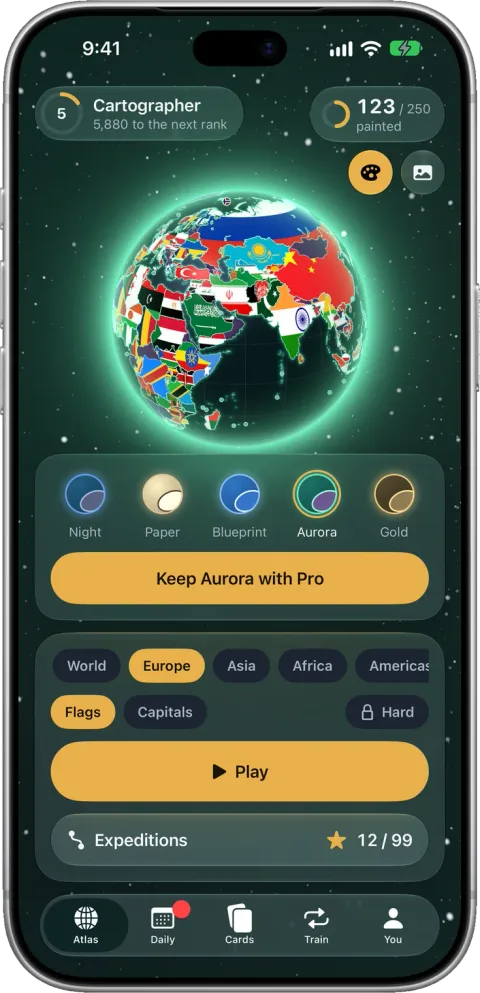 9:41
5
Cartographer
5,880 to the next rank
123 / 250
painted
Night
Paper
Blueprint
Aurora
Gold
Keep Aurora with Pro
World
Europe
Asia
Africa
Americas
Flags
Capitals
Hard
Play
Expeditions
12 / 99
Atlas
Daily
Cards
Train
You